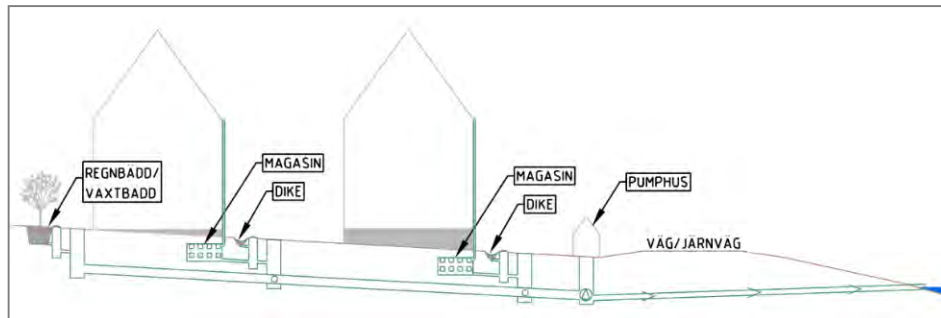 REGNBÄDD/
VÄXTBÄDD
MAGASIN
DIKE
MAGASIN
DIKE
PUMPHUS
VÄG/JÄRNVÄG